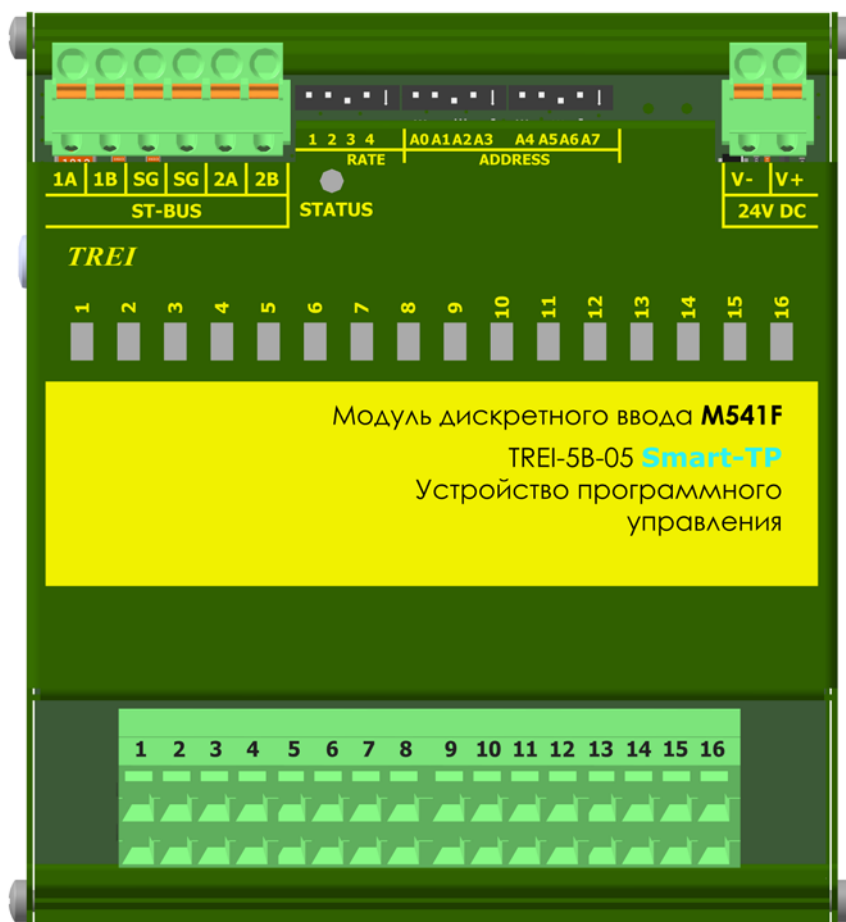 1 2 3 4 A0 A1 A2 A3 A4 A5 A6 A7
RATE ADDRESS
1A 1B SG SG 2A 2B
ST-BUS
STATUS
V- V+
24V DC
TREI
1 2 3 4 5 6 7 8 9 10 11 12 13 14 15 16
Модуль дискретного ввода M541F
TREI-5B-05 Smart-TP
Устройство программного
управления
1 2 3 4 5 6 7 8 9 10 11 12 13 14 15 16